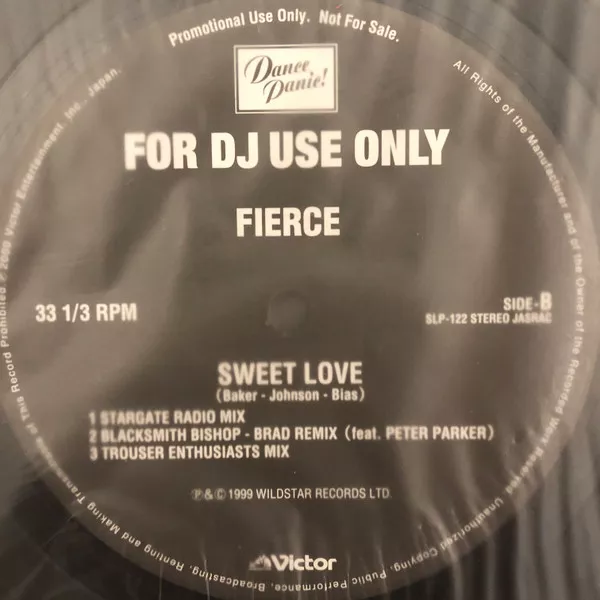 Promotional Use Only. Not For Sale.
Dance,
Panic!
FOR DJ USE ONLY
FIERCE
33 1/3 RPM
SIDE-B
SLP-122 STEREO JASRAC
SWEET LOVE
(Baker - Johnson - Bias)
1 STARGATE RADIO MIX
2 BLACKSMITH BISHOP - BRAD REMIX (feat. PETER PARKER)
3 TROUSER ENTHUSIASTS MIX
Ⓟ&©1999 WILDSTAR RECORDS LTD.
Victor
All Rights of the Manufacturer and of the Owner of the Recorded Work Reserved. Unauthorized Copying, Public Performance, Broadcasting, Renting and Making Transmittable of This Record Prohibited. Ⓟ2000 Victor Entertainment, Inc., Japan.